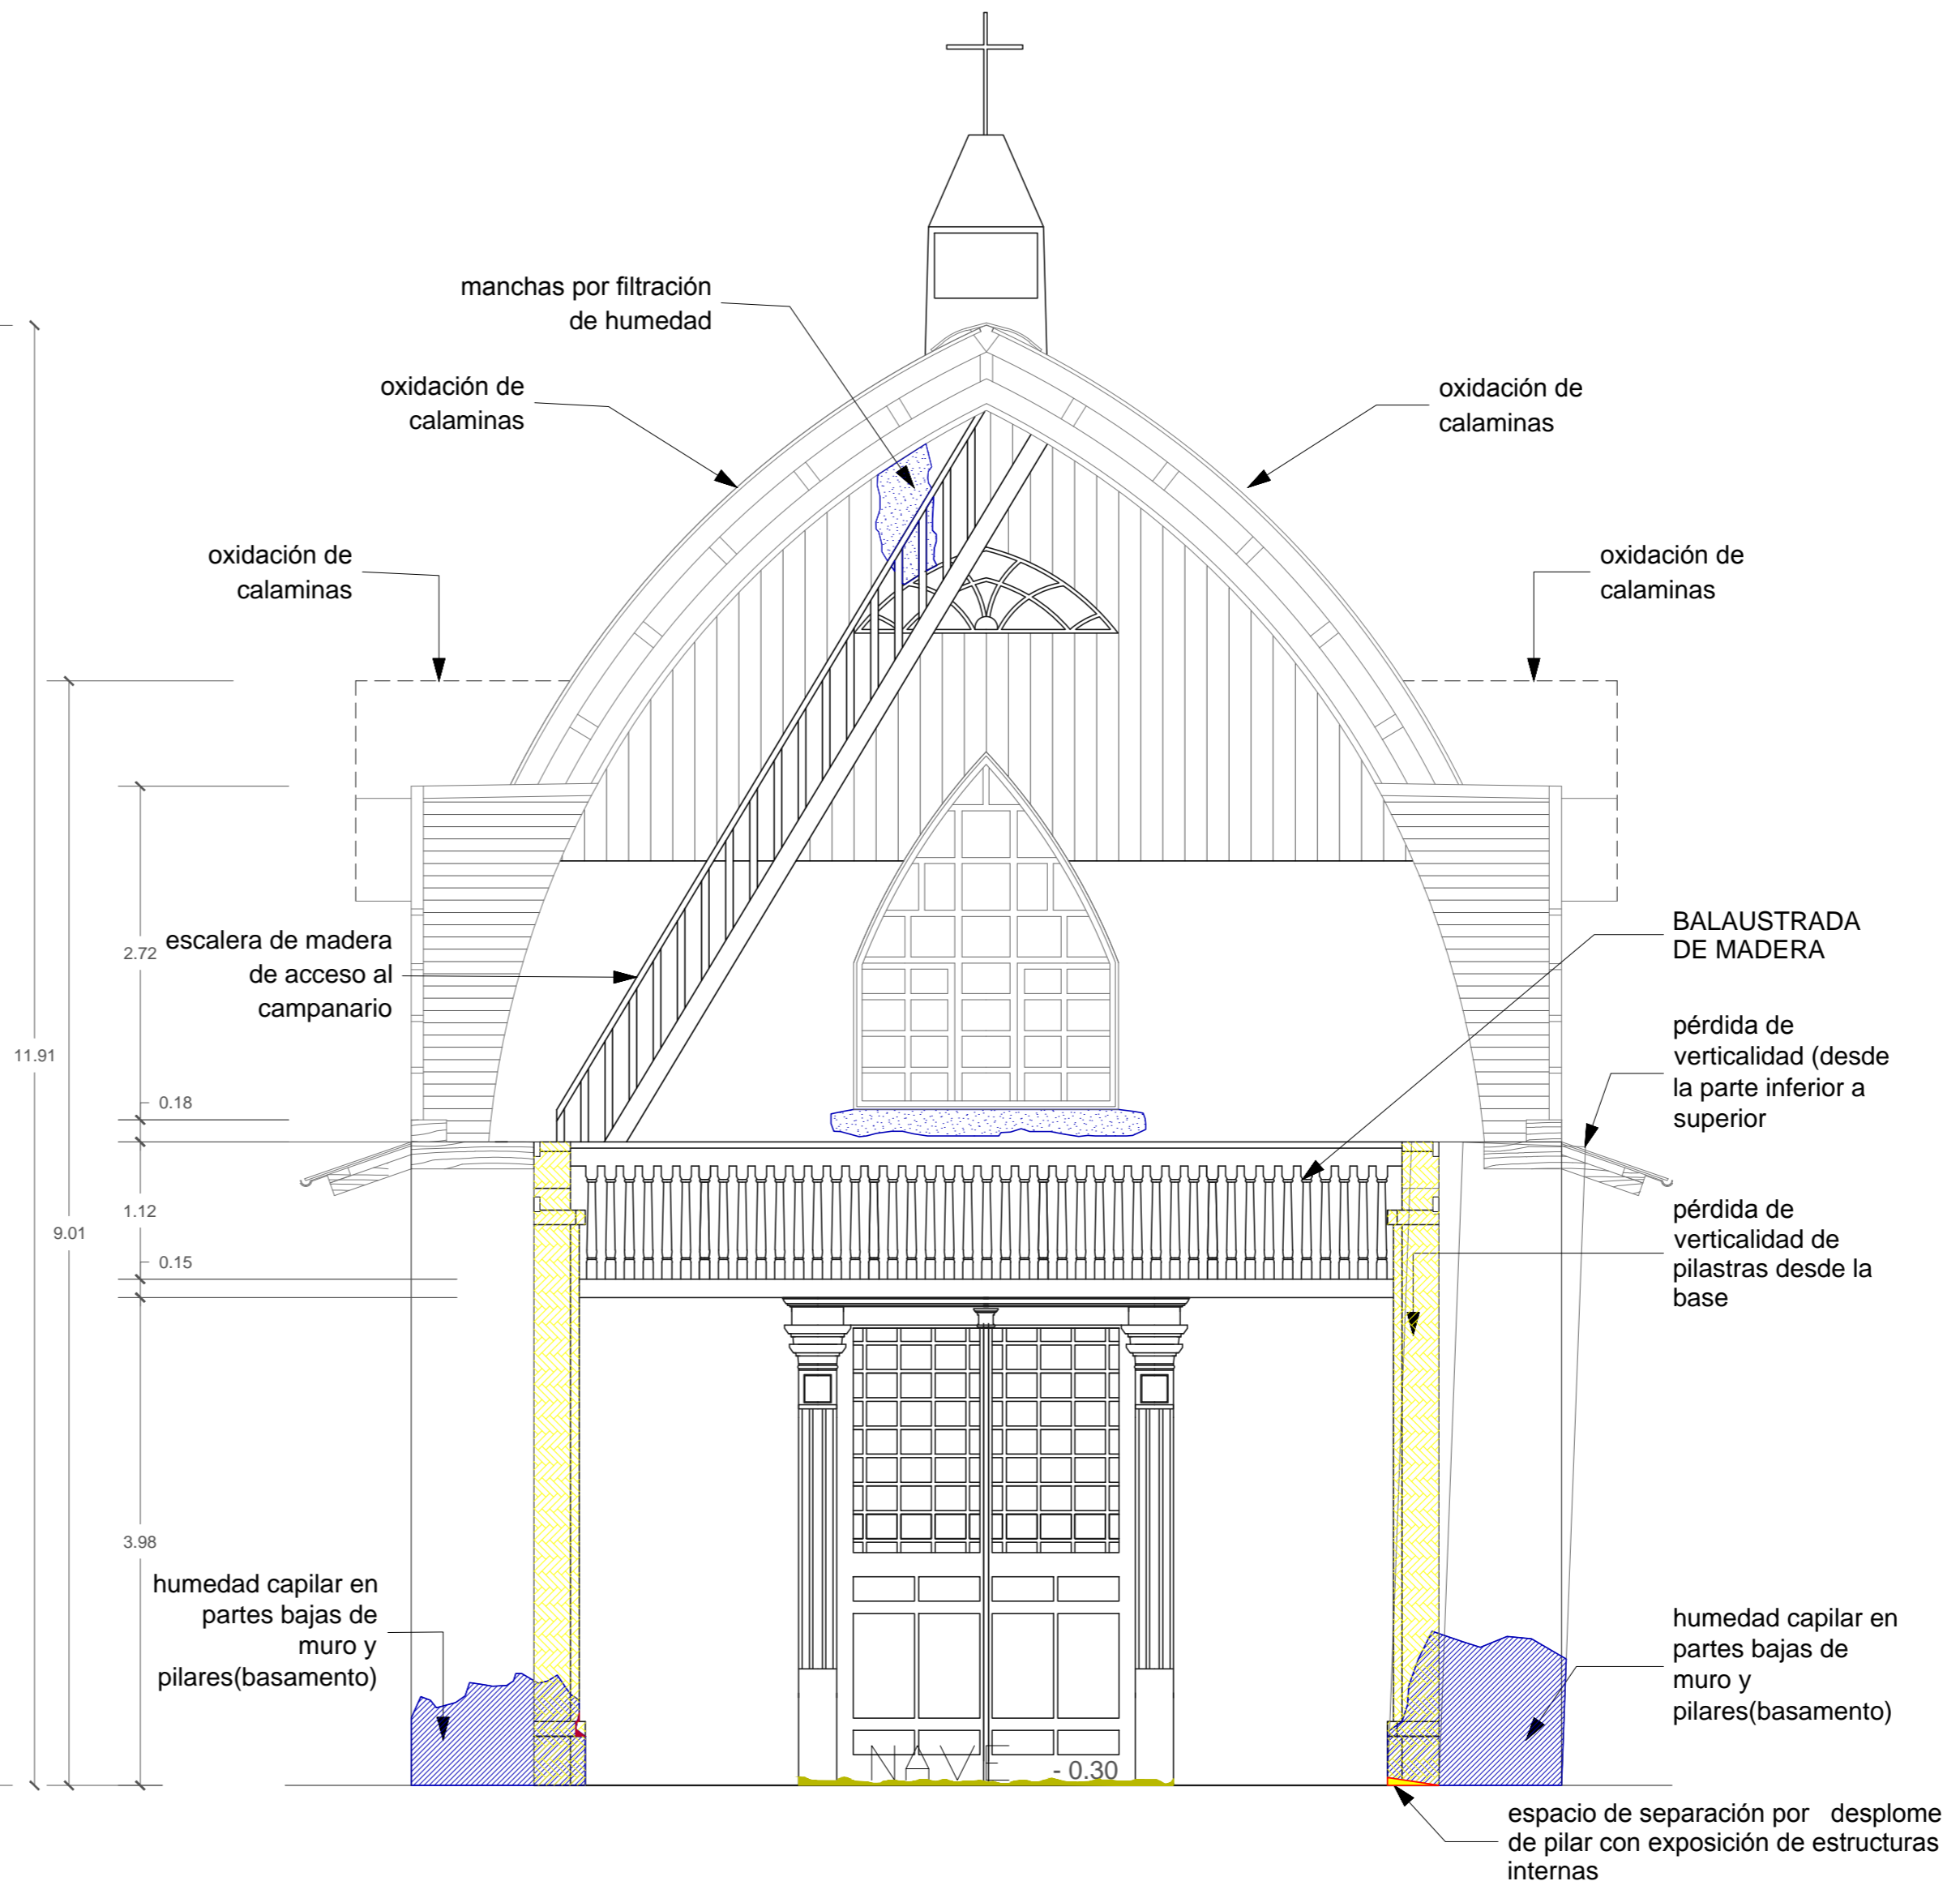 manchas por filtración
de humedad
oxidación de
calaminas
oxidación de
calaminas
oxidación de
calaminas
oxidación de
calaminas
escalera de madera
de acceso al
campanario
BALAUSTRADA
DE MADERA
pérdida de
verticalidad (desde
la parte inferior a
superior
pérdida de
verticalidad de
pilastras desde la
base
11.91
9.01
2.72
0.18
1.12
0.15
3.98
humedad capilar en
partes bajas de
muro y
pilares(basamento)
humedad capilar en
partes bajas de
muro y
pilares(basamento)
NAVE
- 0.30
espacio de separación por desplome
de pilar con exposición de estructuras
internas